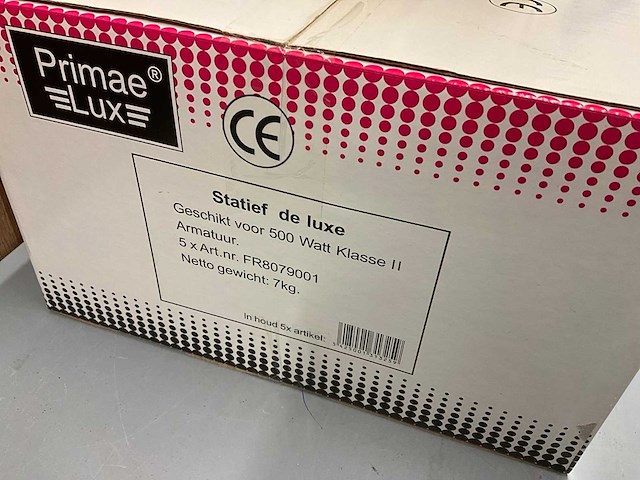 Primae®
Lux
CE
CE
Statief de luxe
Geschikt voor 500 Watt Klasse II
Armatuur.
5 x Art.nr. FR8079001
Netto gewicht: 7kg.
In houd 5x artikel: